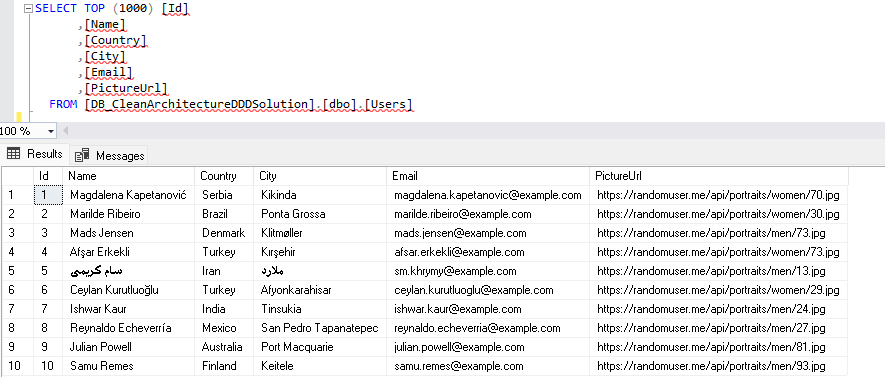 SELECT TOP (1000) [Id]
,[Name]
,[Country]
,[City]
,[Email]
,[PictureUrl]
FROM [DB_CleanArchitectureDDDSolution].[dbo].[Users]
100 %
Results Messages
Id Name Country City Email PictureUrl
1 1 Magdalena Kapetanović Serbia Kikinda magdalena.kapetanovic@example.com https://randomuser.me/api/portraits/women/70.jpg
2 2 Marilde Ribeiro Brazil Ponta Grossa marilde.ribeiro@example.com https://randomuser.me/api/portraits/women/30.jpg
3 3 Mads Jensen Denmark Klitmøller mads.jensen@example.com https://randomuser.me/api/portraits/men/73.jpg
4 4 Afşar Erkekli Turkey Kırşehir afsar.erkekli@example.com https://randomuser.me/api/portraits/women/73.jpg
5 5 سام کریمی Iran ملارد sm.khrymy@example.com https://randomuser.me/api/portraits/men/13.jpg
6 6 Ceylan Kurutluoğlu Turkey Afyonkarahisar ceylan.kurutluoglu@example.com https://randomuser.me/api/portraits/women/29.jpg
7 7 Ishwar Kaur India Tinsukia ishwar.kaur@example.com https://randomuser.me/api/portraits/men/24.jpg
8 8 Reynaldo Echeverría Mexico San Pedro Tapanatepec reynaldo.echeverria@example.com https://randomuser.me/api/portraits/men/27.jpg
9 9 Julian Powell Australia Port Macquarie julian.powell@example.com https://randomuser.me/api/portraits/men/81.jpg
10 10 Samu Remes Finland Keitele samu.remes@example.com https://randomuser.me/api/portraits/men/93.jpg